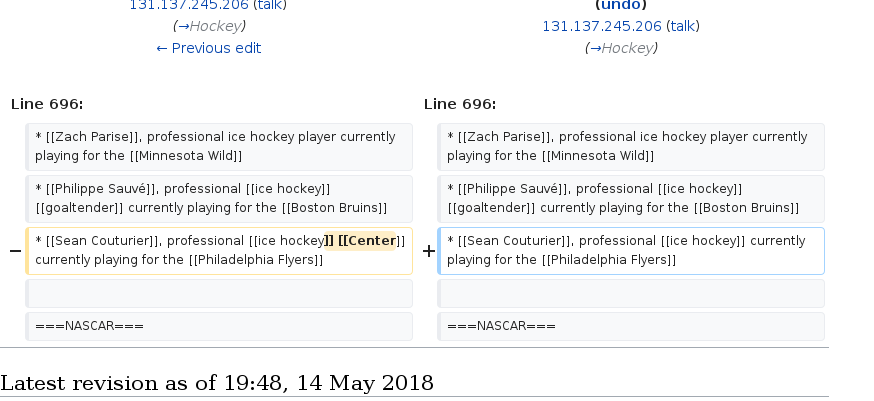 131.137.245.206 (talk)
(→Hockey)
← Previous edit
(undo)
131.137.245.206 (talk)
(→Hockey)
Line 696:
Line 696:
* [[Zach Parise]], professional ice hockey player currently
playing for the [[Minnesota Wild]]
* [[Zach Parise]], professional ice hockey player currently
playing for the [[Minnesota Wild]]
* [[Philippe Sauvé]], professional [[ice hockey]]
[[goaltender]] currently playing for the [[Boston Bruins]]
* [[Philippe Sauvé]], professional [[ice hockey]]
[[goaltender]] currently playing for the [[Boston Bruins]]
− * [[Sean Couturier]], professional [[ice hockey]] [[Center]]
currently playing for the [[Philadelphia Flyers]]
+ * [[Sean Couturier]], professional [[ice hockey]] currently
playing for the [[Philadelphia Flyers]]
===NASCAR===
===NASCAR===
Latest revision as of 19:48, 14 May 2018